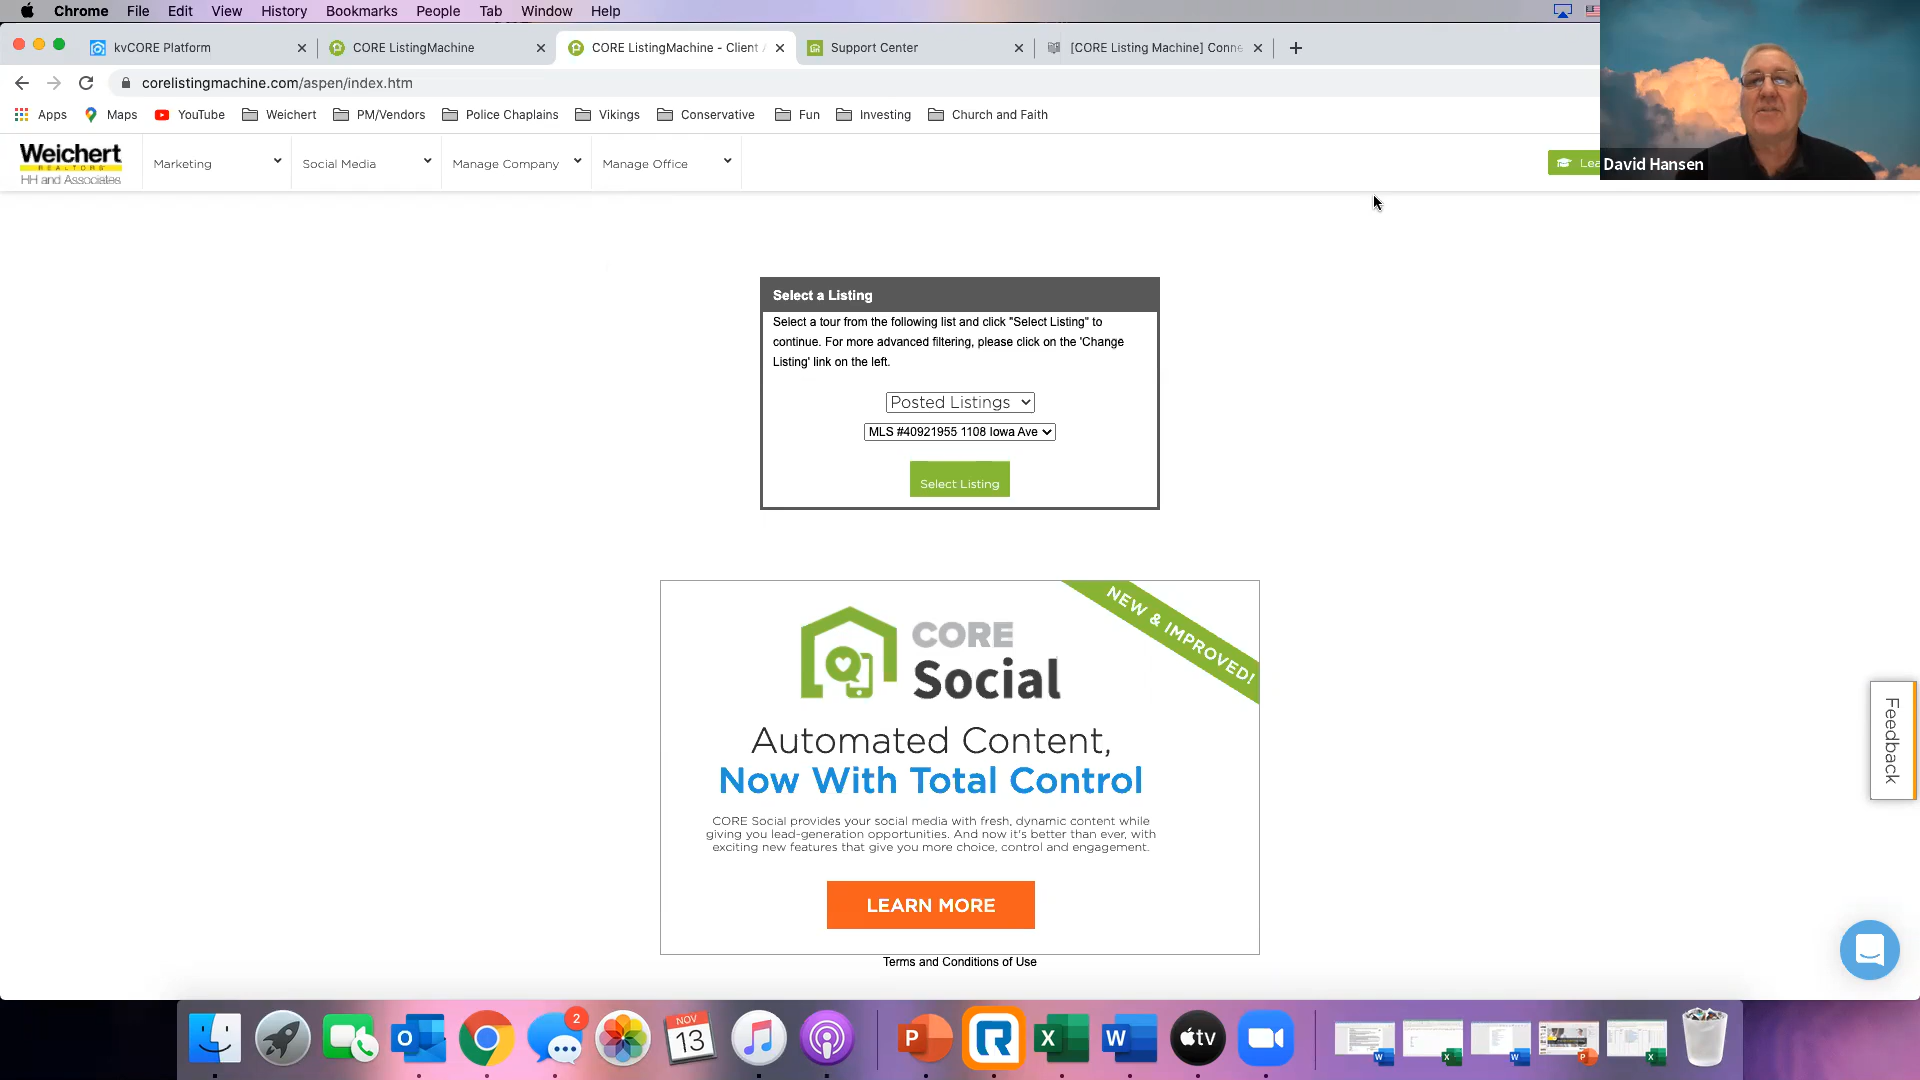 Chrome File Edit View History Bookmarks People Tab Window Help
kvCORE Platform
CORE ListingMachine
CORE ListingMachine - Client
Support Center
[CORE Listing Machine] Conne
corelistingmachine.com/aspen/index.htm
Apps Maps YouTube Weichert PM/Vendors Police Chaplains Vikings Conservative Fun Investing Church and Faith
Weichert
REALTORS
HH and Associates
Marketing
Social Media
Manage Company
Manage Office
Lea
David Hansen
Select a Listing
Select a tour from the following list and click "Select Listing" to
continue. For more advanced filtering, please click on the 'Change
Listing' link on the left.
Posted Listings
MLS #40921955 1108 Iowa Ave
Select Listing
NEW & IMPROVED!
CORE
Social
Automated Content,
Now With Total Control
CORE Social provides your social media with fresh, dynamic content while
giving you lead-generation opportunities. And now it's better than ever, with
exciting new features that give you more choice, control and engagement.
LEARN MORE
Terms and Conditions of Use
Feedback
2
NOV
13
tv